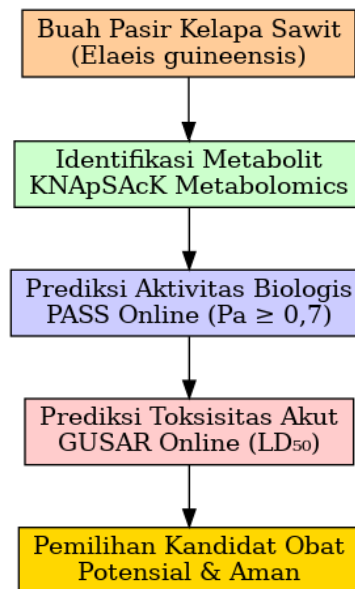 Buah Pasir Kelapa Sawit
(Elaeis guineensis)
Identifikasi Metabolit
KNApSAcK Metabolomics
Prediksi Aktivitas Biologis
PASS Online (Pa ≥ 0,7)
Prediksi Toksisitas Akut
GUSAR Online (LD₅₀)
Pemilihan Kandidat Obat
Potensial & Aman